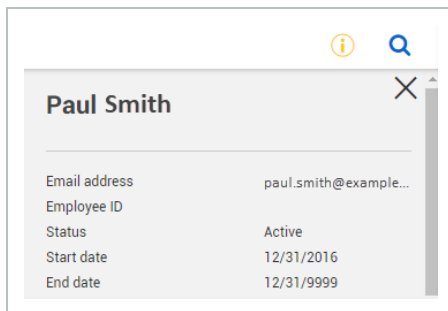 Paul Smith
Email address paul.smith@example...
Employee ID
Status Active
Start date 12/31/2016
End date 12/31/9999